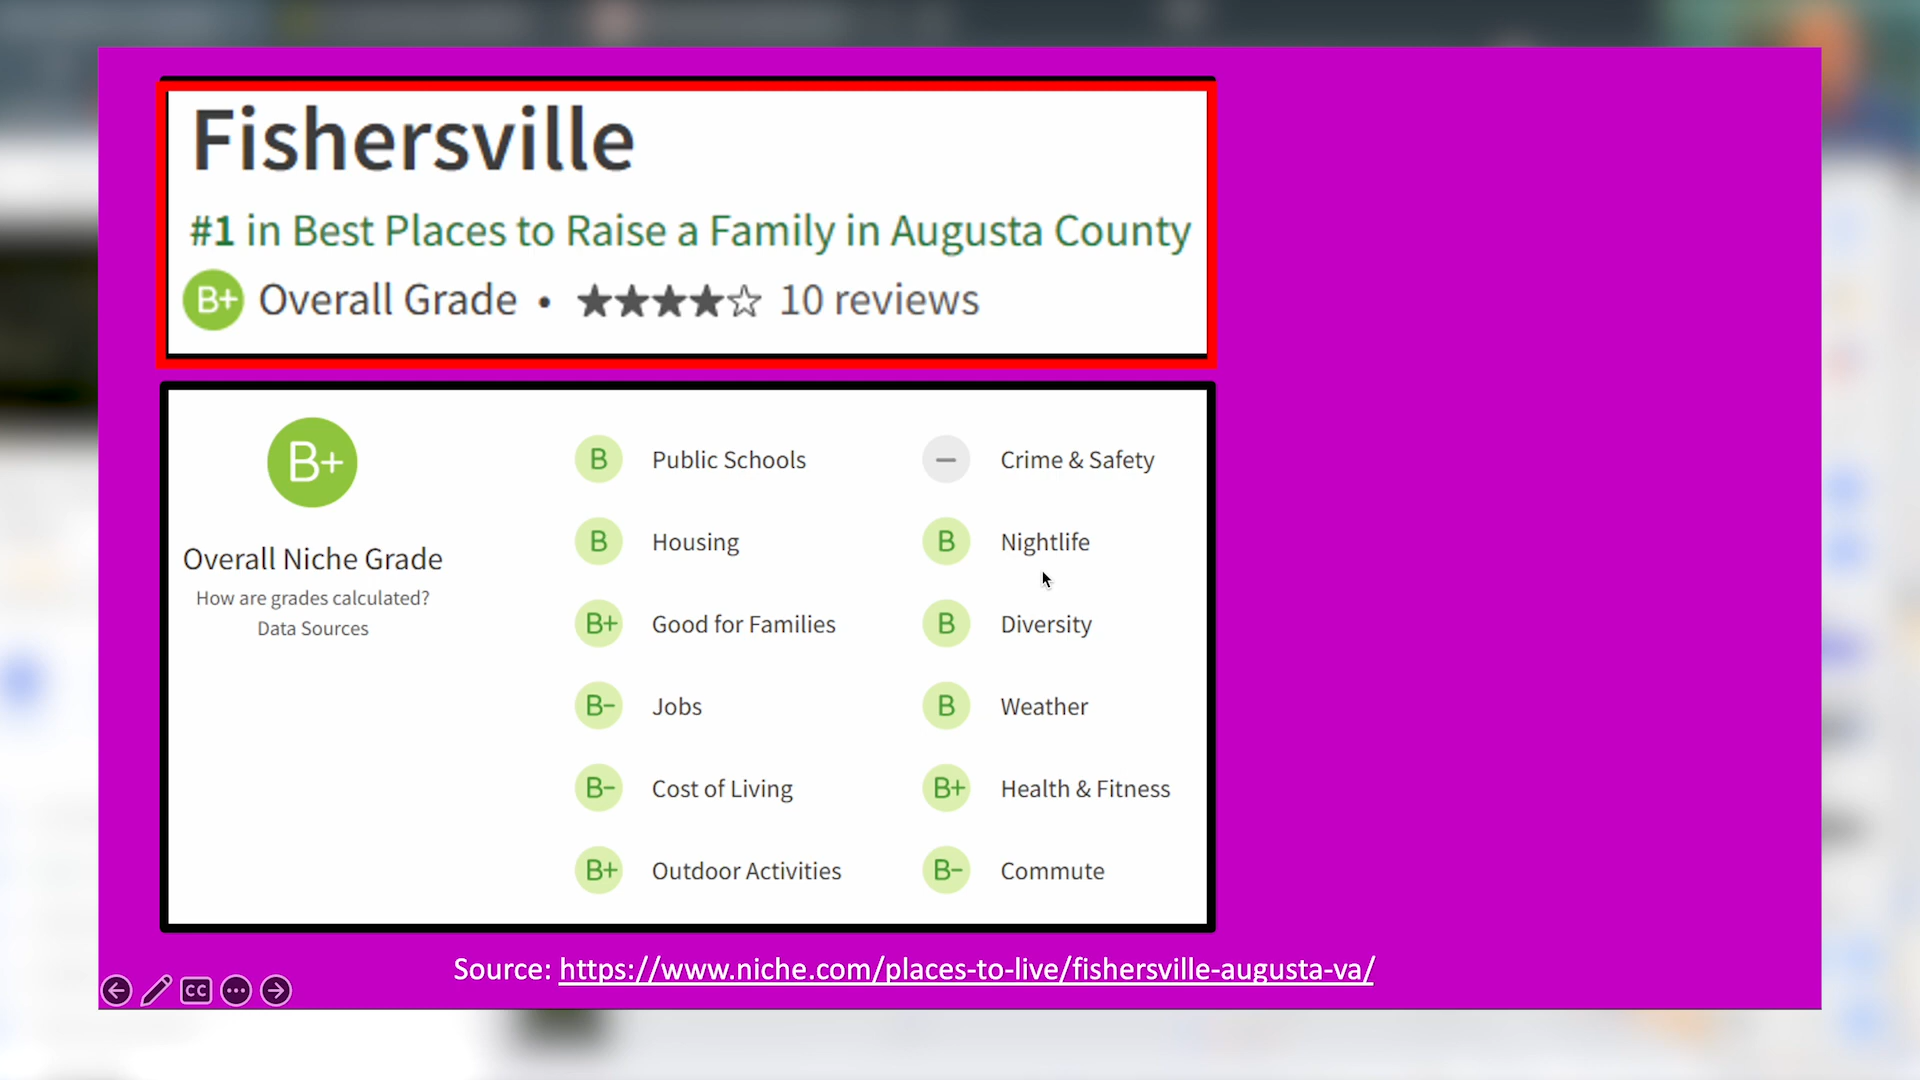 Fishersville
#1 in Best Places to Raise a Family in Augusta County
B+ Overall Grade • ★★★★☆ 10 reviews
B+
Overall Niche Grade
How are grades calculated?
Data Sources
B Public Schools
B Housing
B+ Good for Families
B− Jobs
B− Cost of Living
B+ Outdoor Activities
— Crime & Safety
B Nightlife
B Diversity
B Weather
B+ Health & Fitness
B− Commute
Source: https://www.niche.com/places-to-live/fishersville-augusta-va/
CC